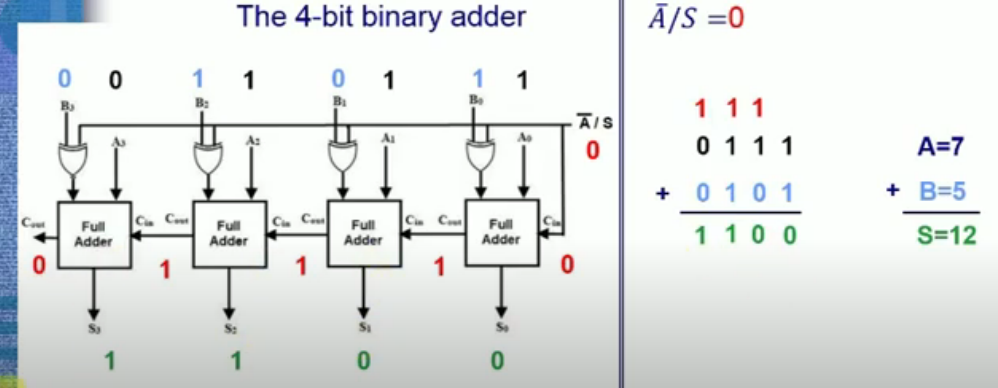 The 4-bit binary adder
0 0 1 1 0 1 1 1
B₃ B₂ B₁ B₀
A̅ / S
A₃ A₂ A₁ A₀
0
Cout Full Adder Cin Cout Full Adder Cin Cout Full Adder Cin Cout Full Adder Cin
0 1 1 1 0
S₃ S₂ S₁ S₀
1 1 0 0
A̅/S =0
1 1 1
0 1 1 1 A=7
+ 0 1 0 1 + B=5
1 1 0 0 S=12